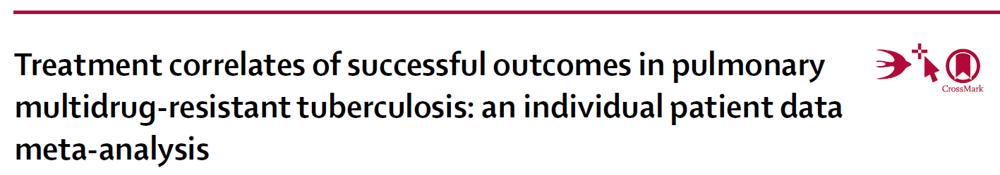 Treatment correlates of successful outcomes in pulmonary
multidrug-resistant tuberculosis: an individual patient data
meta-analysis
CrossMark